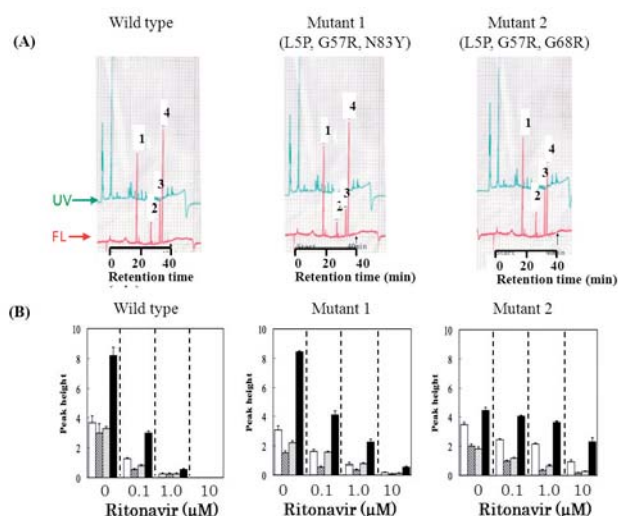 Wild type
Mutant 1
(L5P, G57R, N83Y)
Mutant 2
(L5P, G57R, G68R)
(A)
1
4
3
2
1
4
3
2
1
4
3
2
UV
FL
0 20 40
0 20 40
0 20 40
Retention time
Retention time (min)
Retention time (min)
Wild type
Mutant 1
Mutant 2
(B)
Peak height
8
6
4
2
0
Peak height
8
6
4
2
0
Peak height
8
6
4
2
0
0 0.1 1.0 10
0 0.1 1.0 10
0 0.1 1.0 10
Ritonavir (μM)
Ritonavir (μM)
Ritonavir (μM)